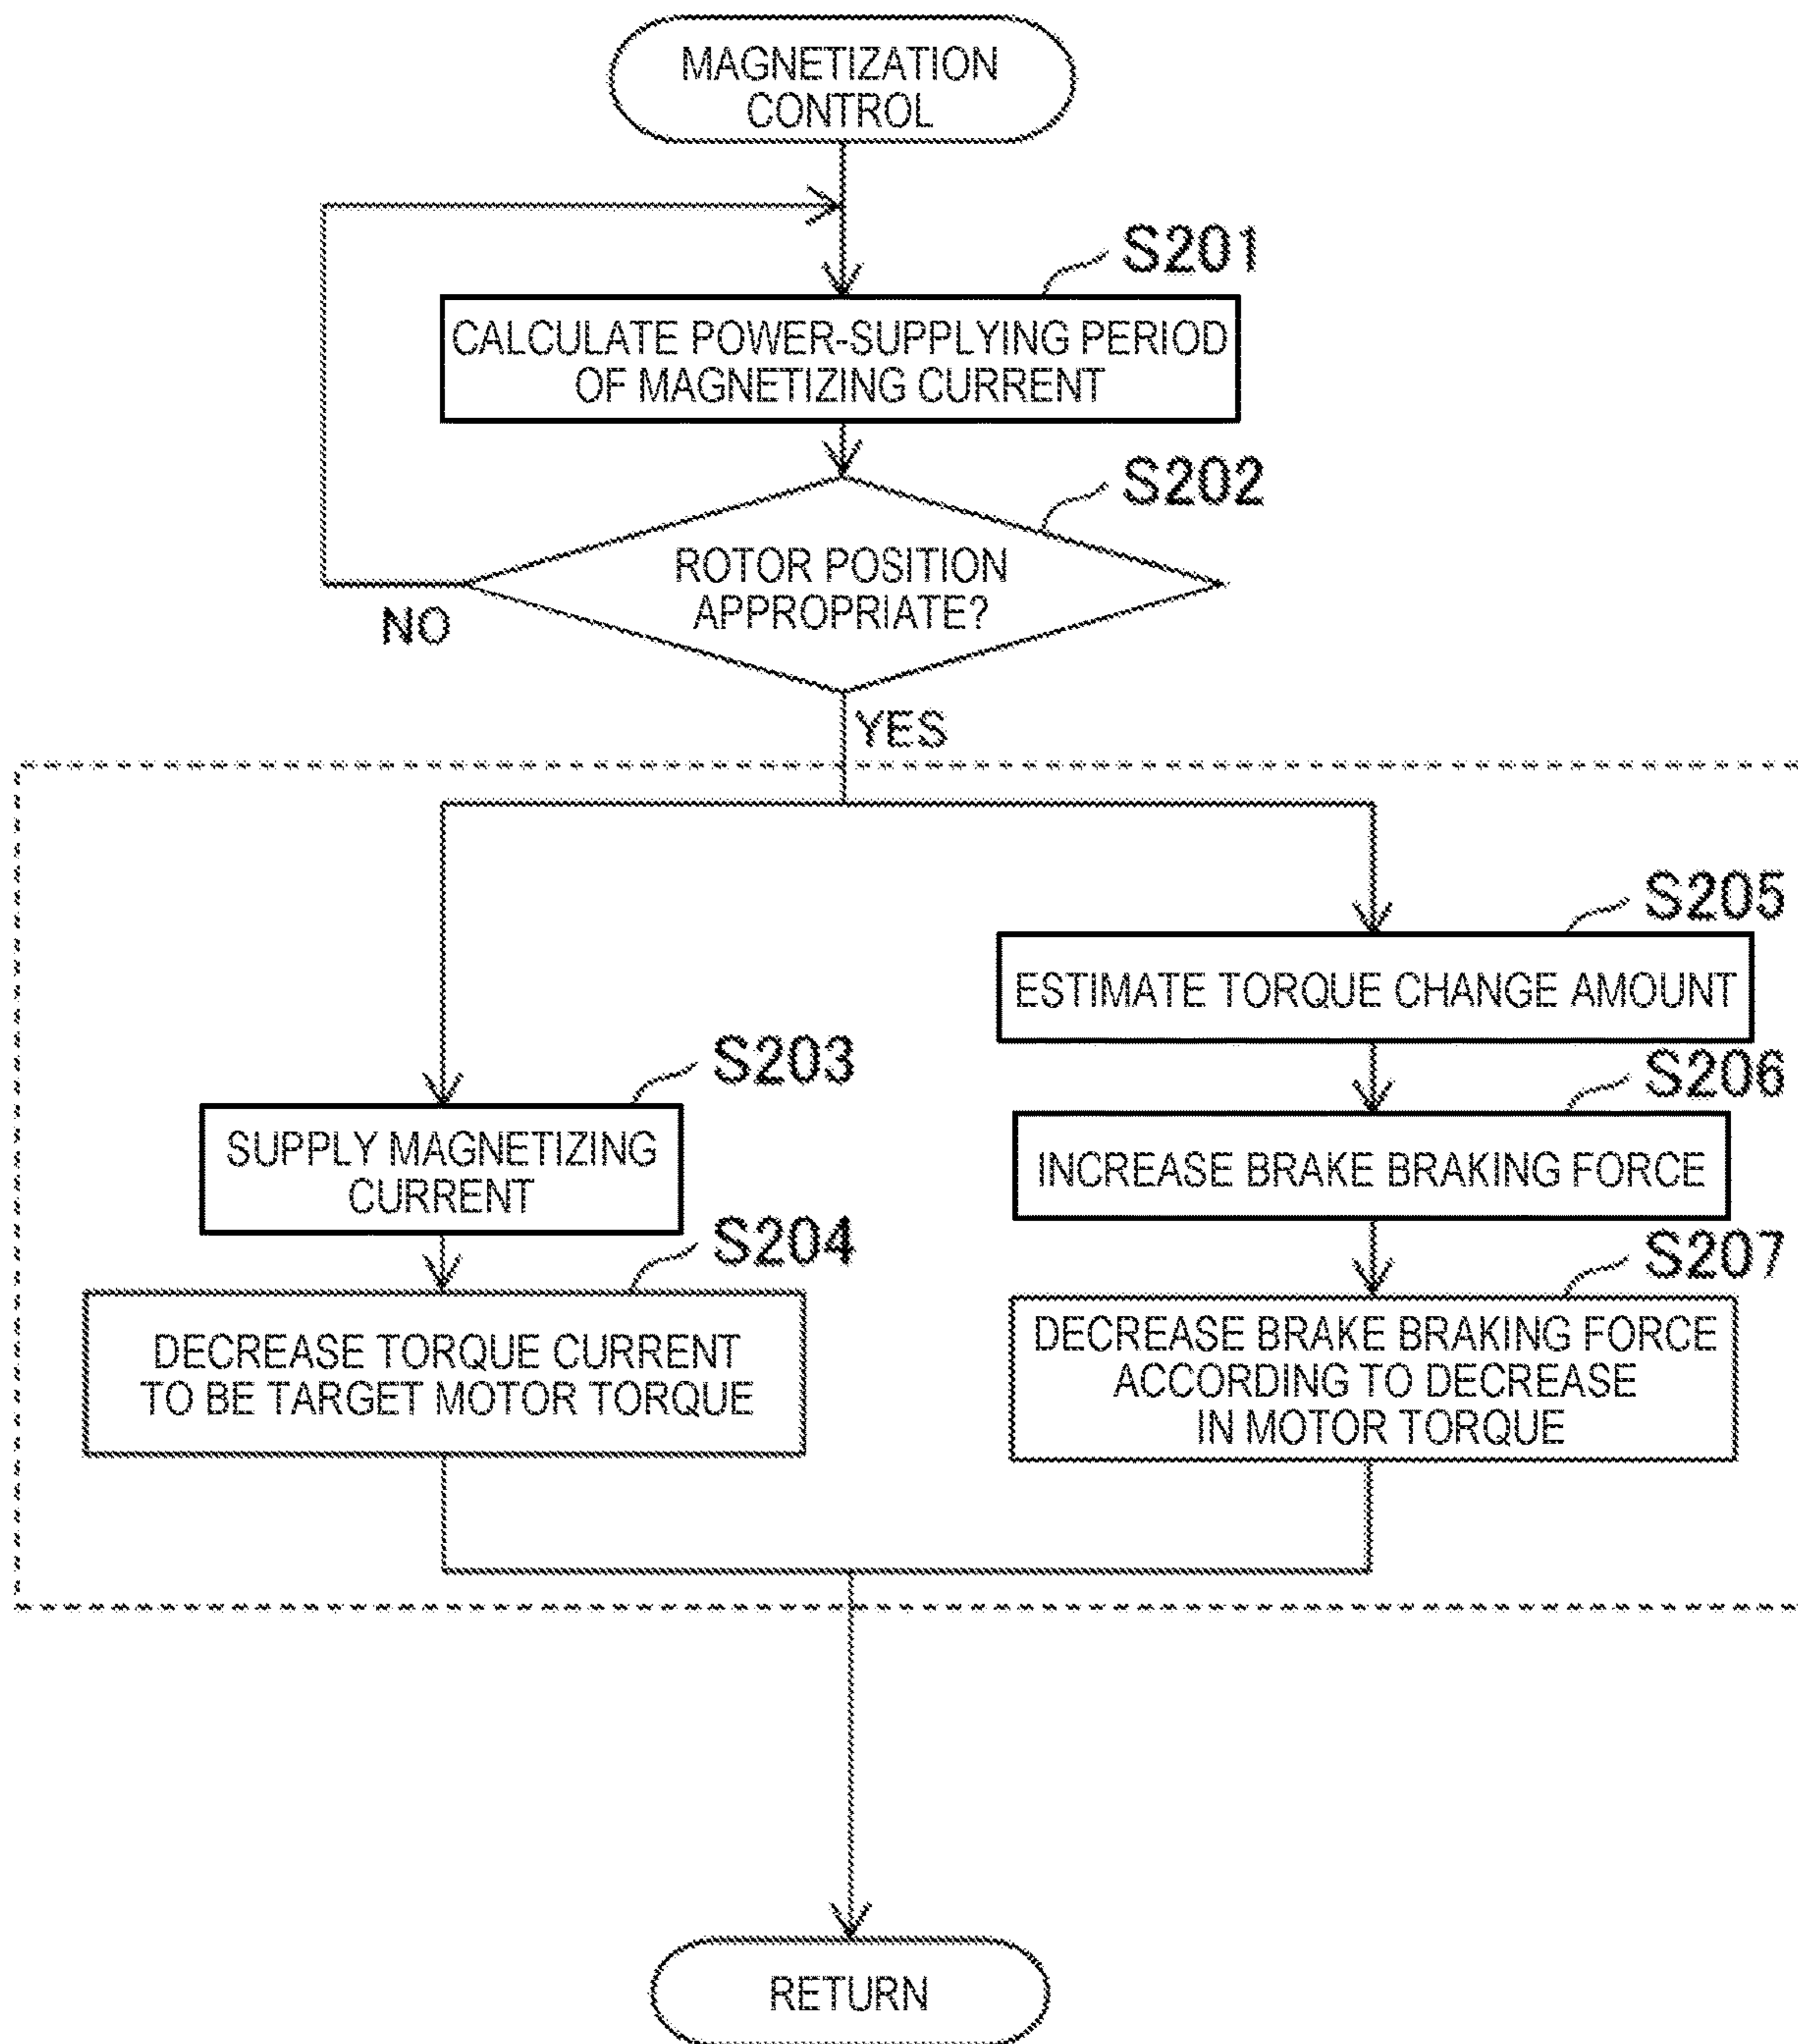 MAGNETIZATION
CONTROL
S201
CALCULATE POWER-SUPPLYING PERIOD
OF MAGNETIZING CURRENT
S202
ROTOR POSITION
APPROPRIATE?
NO
YES
S203
SUPPLY MAGNETIZING
CURRENT
S204
DECREASE TORQUE CURRENT
TO BE TARGET MOTOR TORQUE
S205
ESTIMATE TORQUE CHANGE AMOUNT
S206
INCREASE BRAKE BRAKING FORCE
S207
DECREASE BRAKE BRAKING FORCE
ACCORDING TO DECREASE
IN MOTOR TORQUE
RETURN